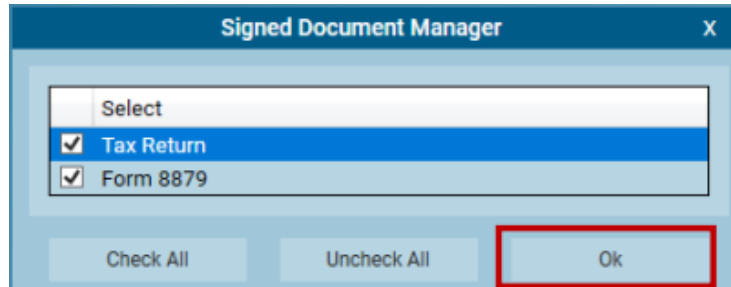 Signed Document Manager X
Select
Tax Return
Form 8879
Check All Uncheck All Ok